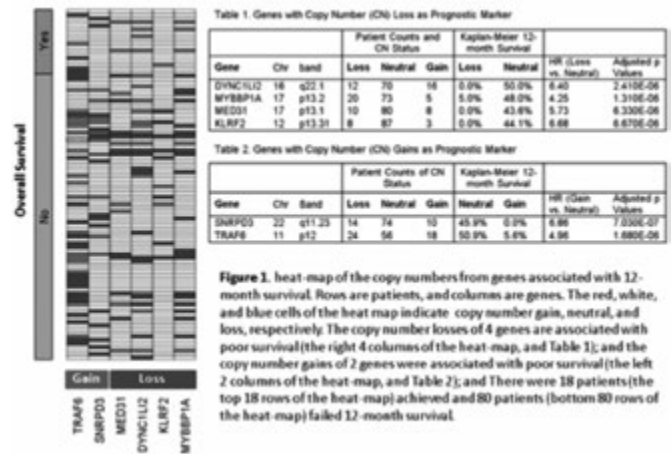 Table 1. Genes with Copy Number (CN) Loss as Prognostic Marker
Patient Counts and CN Status Kaplan-Meier 12-month Survival
Gene Chr band Loss Neutral Gain Loss Neutral HR (Loss vs. Neutral) Adjusted p Values
DYNC1LI2 16 q22.1 12 70 16 0.0% 50.0% 6.40 2.410E-06
MYBBP1A 17 p13.2 20 73 5 5.0% 48.0% 4.25 1.310E-06
MED31 17 p13.1 10 80 8 0.0% 43.6% 5.73 6.330E-06
KLRF2 12 p13.31 8 87 3 0.0% 44.1% 6.68 6.670E-06
Table 2. Genes with Copy Number (CN) Gains as Prognostic Marker
Patient Counts of CN Status Kaplan-Meier 12-month Survival
Gene Chr Band Loss Neutral Gain Neutral Gain HR (Gain vs. Neutral) Adjusted p Values
SNRPD3 22 q11.23 14 74 10 45.9% 0.0% 6.86 7.030E-07
TRAF6 11 p12 24 56 18 50.9% 5.6% 4.96 1.680E-06
Figure 1. heat-map of the copy numbers from genes associated with 12-
month survival. Rows are patients, and columns are genes. The red, white,
and blue cells of the heat map indicate copy number gain, neutral, and
loss, respectively. The copy number losses of 4 genes are associated with
poor survival (the right 4 columns of the heat-map, and Table 1); and the
copy number gains of 2 genes were associated with poor survival (the left
2 columns of the heat-map, and Table 2); and There were 18 patients (the
top 18 rows of the heat-map) achieved and 80 patients (bottom 80 rows of
the heat-map) failed 12-month survival.
Overall Survival
Yes
No
Gain Loss
TRAF6
SNRPD3
MED31
DYNC1LI2
KLRF2
MYBBP1A